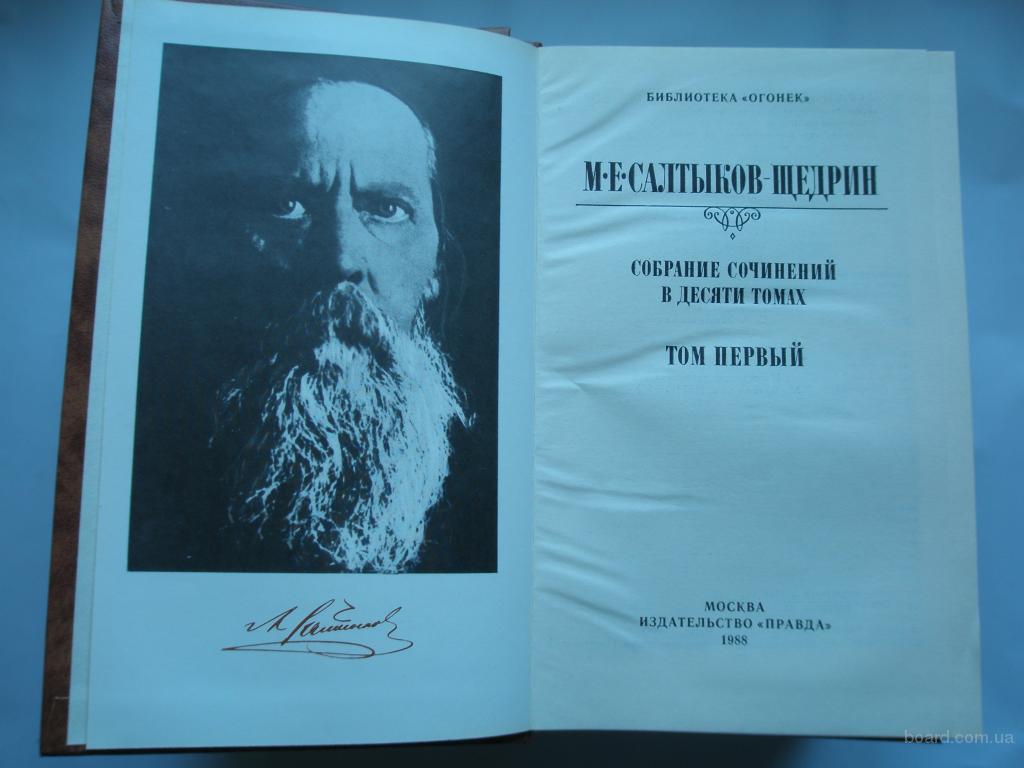 БИБЛИОТЕКА «ОГОНЕК»
М·Е·САЛТЫКОВ-ЩЕДРИН
СОБРАНИЕ СОЧИНЕНИЙ
В ДЕСЯТИ ТОМАХ
ТОМ ПЕРВЫЙ
МОСКВА
ИЗДАТЕЛЬСТВО «ПРАВДА»
1988
board.com.ua